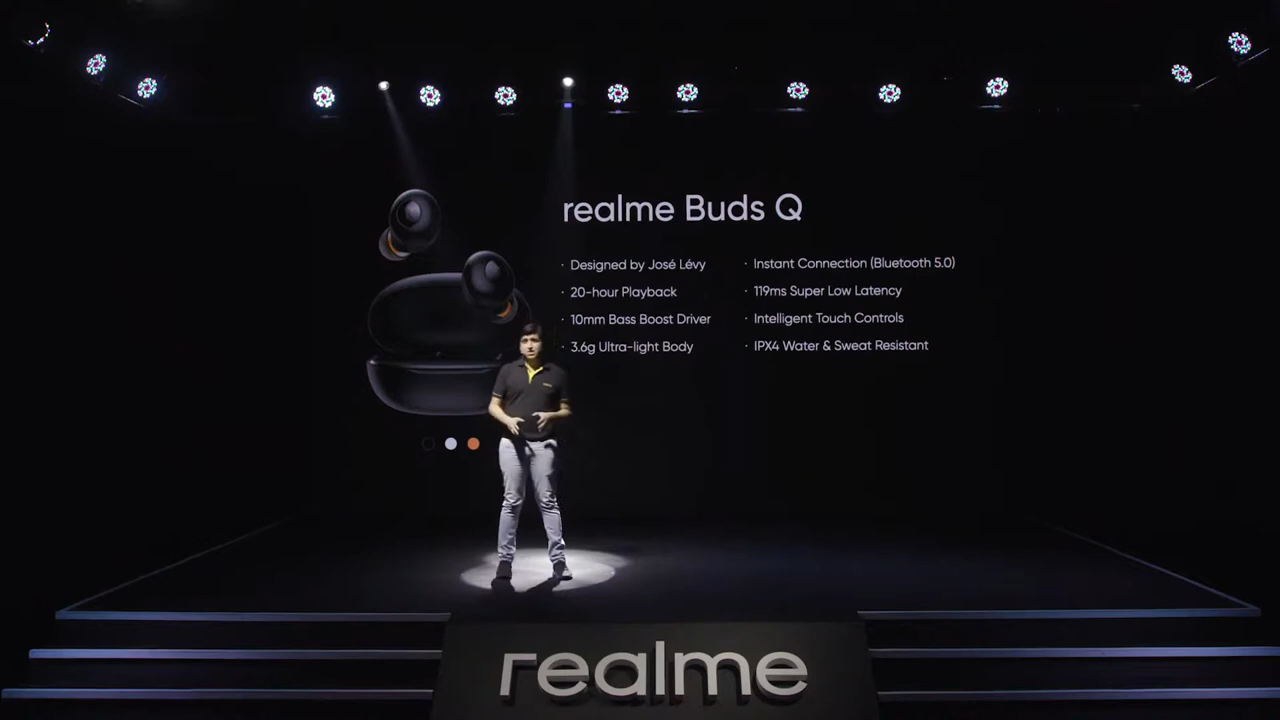 realme Buds Q
· Designed by José Lévy
· 20-hour Playback
· 10mm Bass Boost Driver
· 3.6g Ultra-light Body
· Instant Connection (Bluetooth 5.0)
· 119ms Super Low Latency
· Intelligent Touch Controls
· IPX4 Water & Sweat Resistant
realme